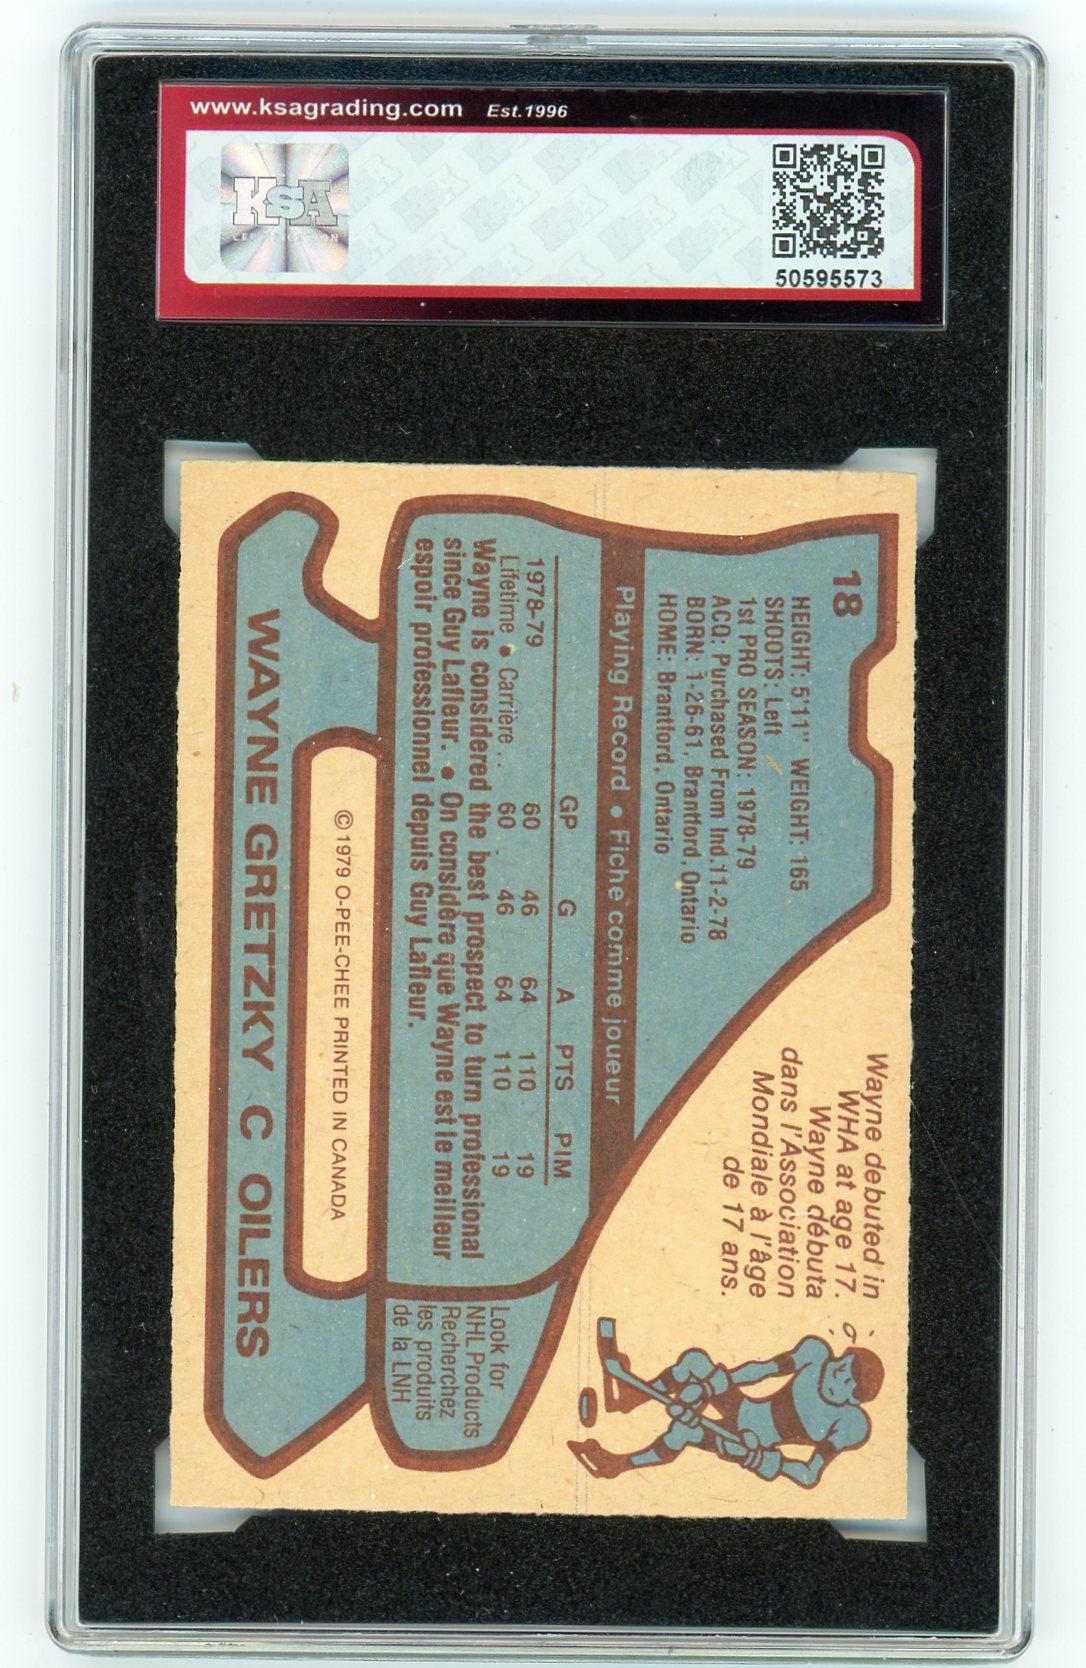 www.ksagrading.com Est.1996
KSA
CERTIFICATION
50595573
18
HEIGHT: 5'11" WEIGHT: 165
SHOOTS: Left
1st PRO SEASON: 1978-79
ACQ: Purchased From Ind.11-2-78
BORN: 1-26-61, Brantford, Ontario
HOME: Brantford, Ontario
Wayne debuted in
WHA at age 17.
Wayne débuta
dans l'Association
Mondiale à l'âge
de 17 ans.
Playing Record • Fiche comme joueur
GP G A PTS PIM
1978-79 60 46 64 110 19
Lifetime • Carrière . . 60 46 64 110 19
Wayne is considered the best prospect to turn professional
since Guy Lafleur. • On considère que Wayne est le meilleur
espoir professionnel depuis Guy Lafleur.
Look for
NHL Products
Recherchez
les produits
de la LNH
© 1979 O-PEE-CHEE PRINTED IN CANADA
WAYNE GRETZKY C OILERS